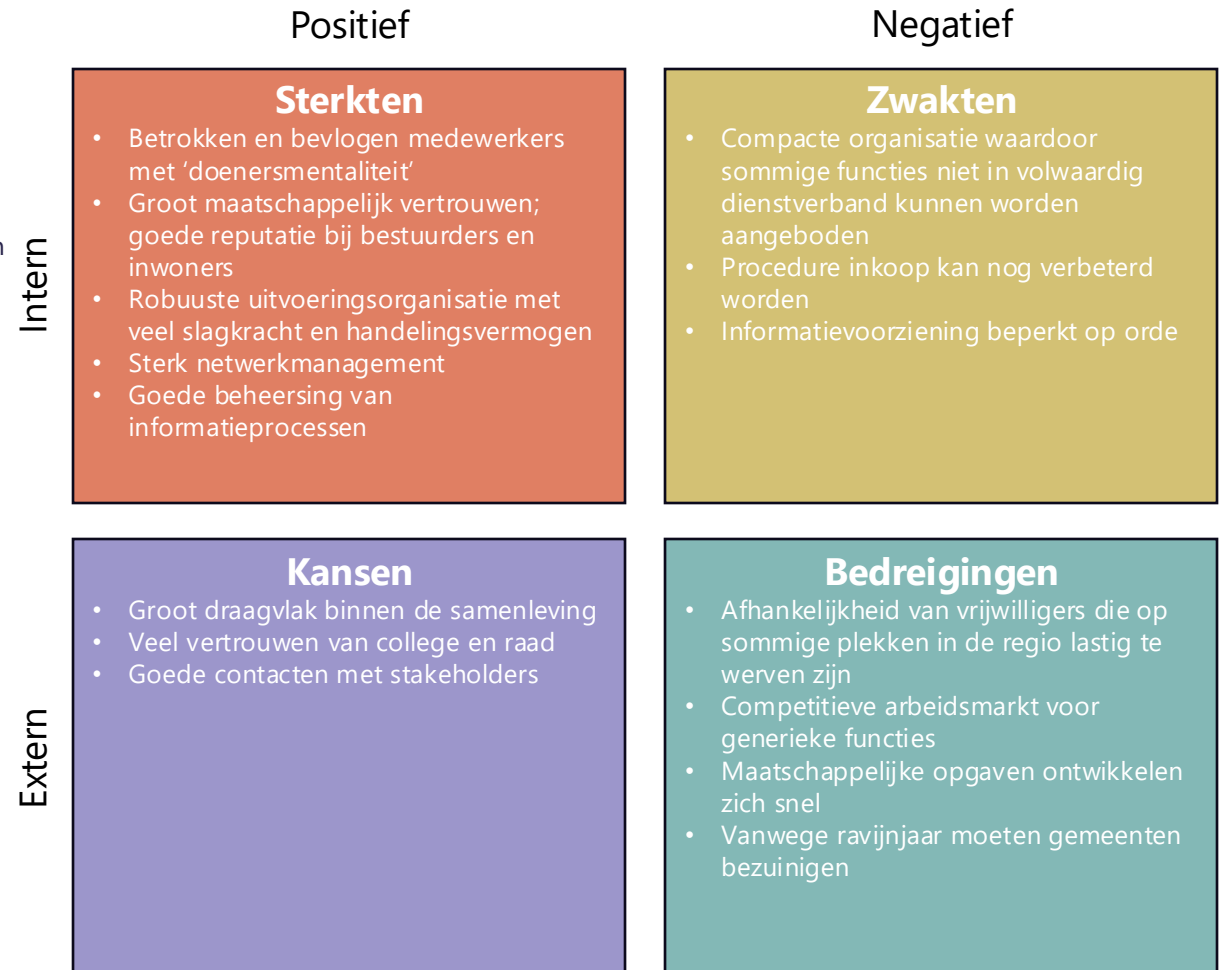 Positief
Negatief
Intern
Sterkten
• Betrokken en bevlogen medewerkers
met ‘doenersmentaliteit’
• Groot maatschappelijk vertrouwen;
goede reputatie bij bestuurders en
inwoners
• Robuuste uitvoeringsorganisatie met
veel slagkracht en handelingsvermogen
• Sterk netwerkmanagement
• Goede beheersing van
informatieprocessen
Zwakten
• Compacte organisatie waardoor
sommige functies niet in volwaardig
dienstverband kunnen worden
aangeboden
• Procedure inkoop kan nog verbeterd
worden
• Informatievoorziening beperkt op orde
Extern
Kansen
• Groot draagvlak binnen de samenleving
• Veel vertrouwen van college en raad
• Goede contacten met stakeholders
Bedreigingen
• Afhankelijkheid van vrijwilligers die op
sommige plekken in de regio lastig te
werven zijn
• Competitieve arbeidsmarkt voor
generieke functies
• Maatschappelijke opgaven ontwikkelen
zich snel
• Vanwege ravijnjaar moeten gemeenten
bezuinigen